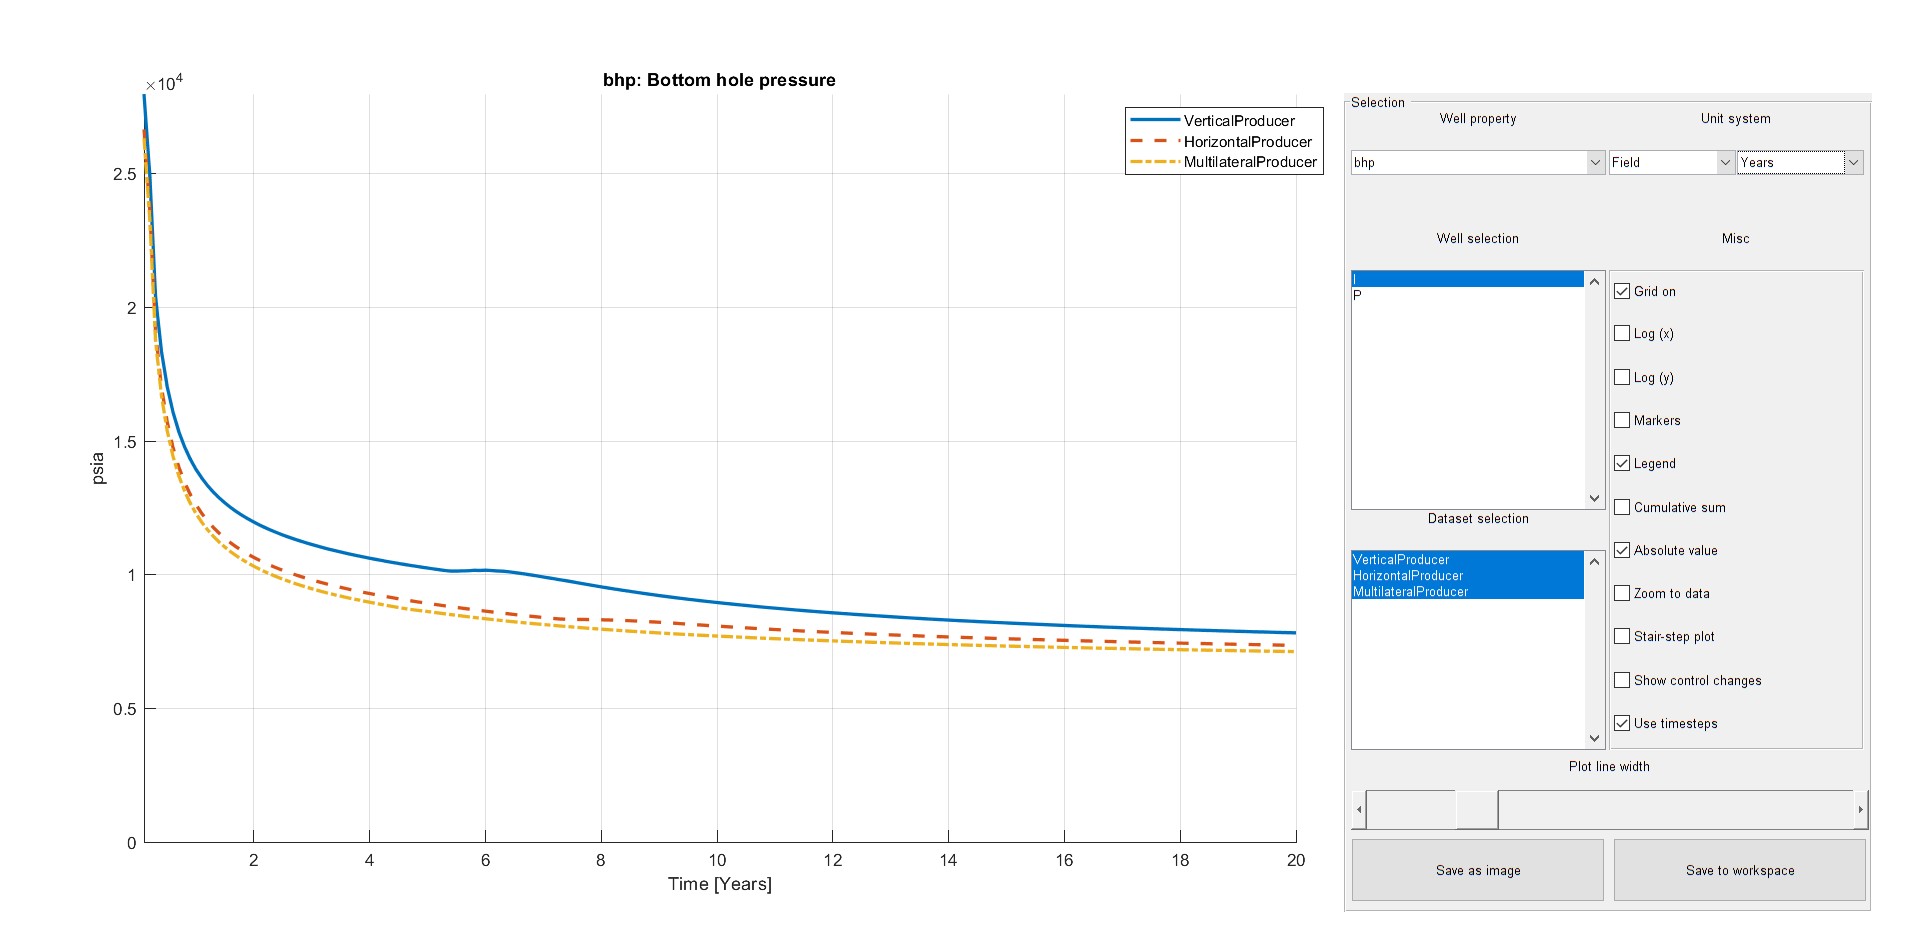 bhp: Bottom hole pressure
×10⁴
2.5
2
1.5
1
0.5
0
psia
2 4 6 8 10 12 14 16 18 20
Time [Years]
VerticalProducer
HorizontalProducer
MultilateralProducer
Selection
Well property
Unit system
bhp
Field
Years
Well selection
I
P
Misc
Grid on
Log (x)
Log (y)
Markers
Legend
Cumulative sum
Absolute value
Zoom to data
Stair-step plot
Show control changes
Use timesteps
Dataset selection
VerticalProducer
HorizontalProducer
MultilateralProducer
Plot line width
Save as image
Save to workspace